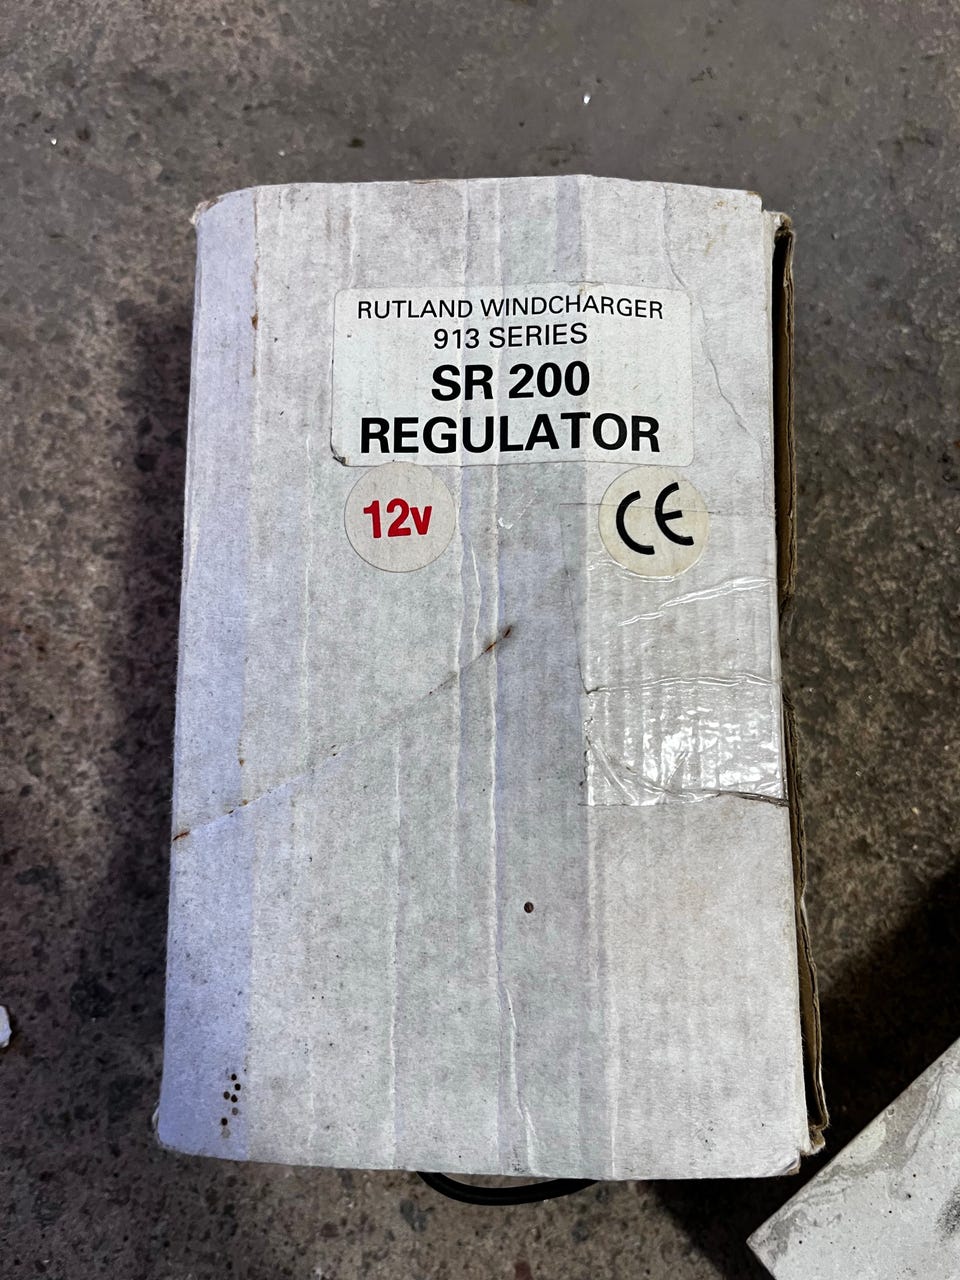 RUTLAND WINDCHARGER
913 SERIES
SR 200
REGULATOR
12v
CE